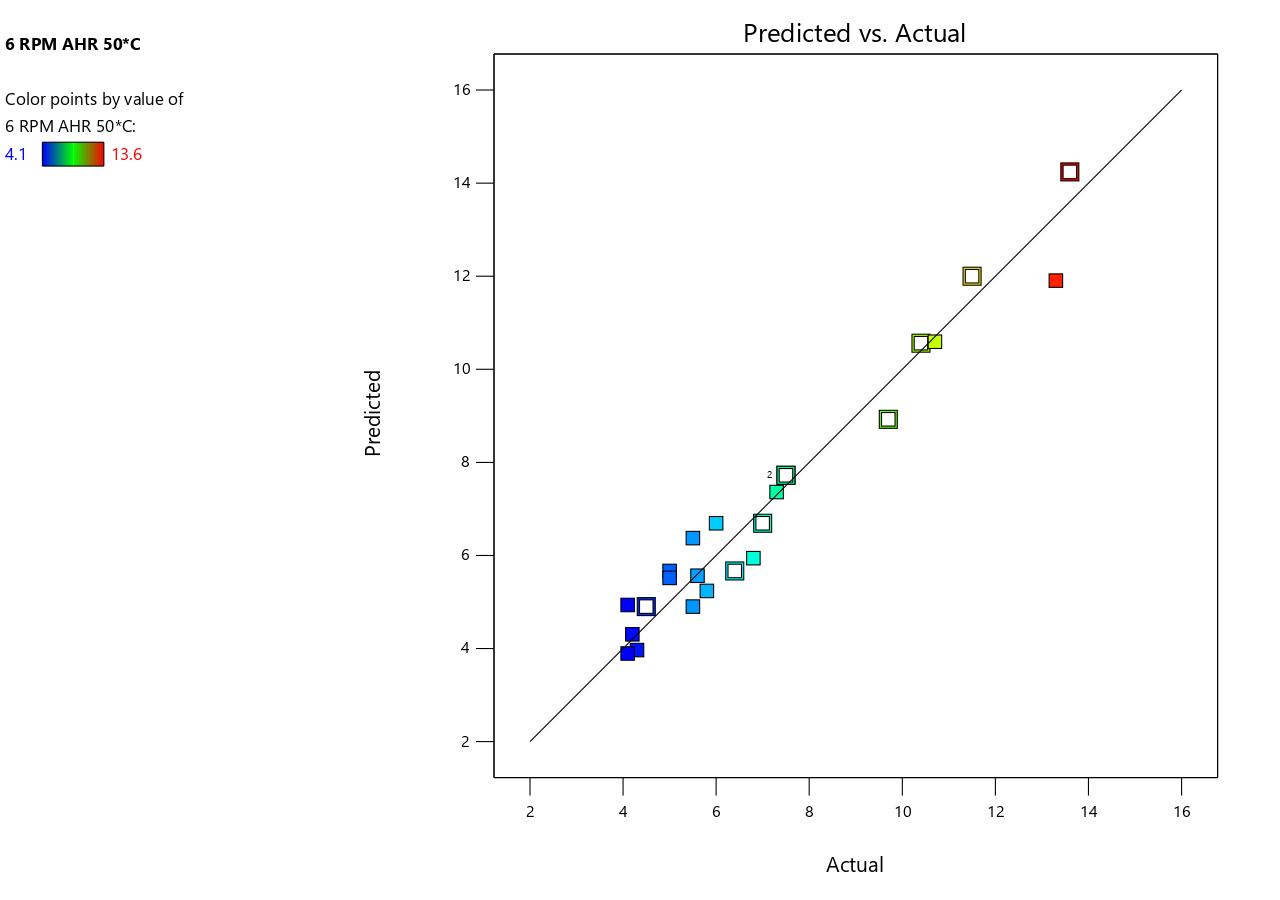 6 RPM AHR 50*C
Color points by value of
6 RPM AHR 50*C:
4.1 13.6
Predicted vs. Actual
Predicted
16
14
12
10
8
6
4
2
2
2 4 6 8 10 12 14 16
Actual